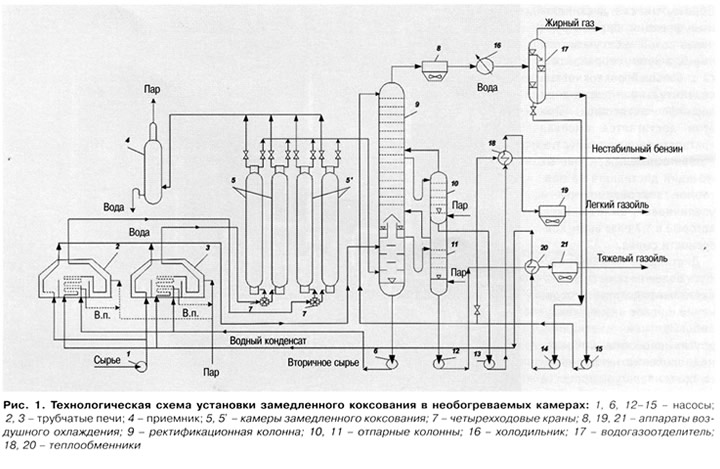 Жирный газ
8
16
17
Пар
Вода
9
4
18
Нестабильный бензин
5
5'
10
19
Вода
Пар
Легкий газойль
Вода
2
3
11
20
21
Тяжелый газойль
Пар
7
7
В.п.
В.п.
Водный конденсат
Сырье
1
Пар
Вторичное сырье
6
12
13
14
15
Рис. 1. Технологическая схема установки замедленного коксования в необогреваемых камерах: 1, 6, 12–15 – насосы;
2, 3 – трубчатые печи; 4 – приемник; 5, 5' – камеры замедленного коксования; 7 – четырехходовые краны; 8, 19, 21 – аппараты воз-
душного охлаждения; 9 – ректификационная колонна; 10, 11 – отпарные колонны; 16 – холодильник; 17 – водогазоотделитель;
18, 20 – теплообменники